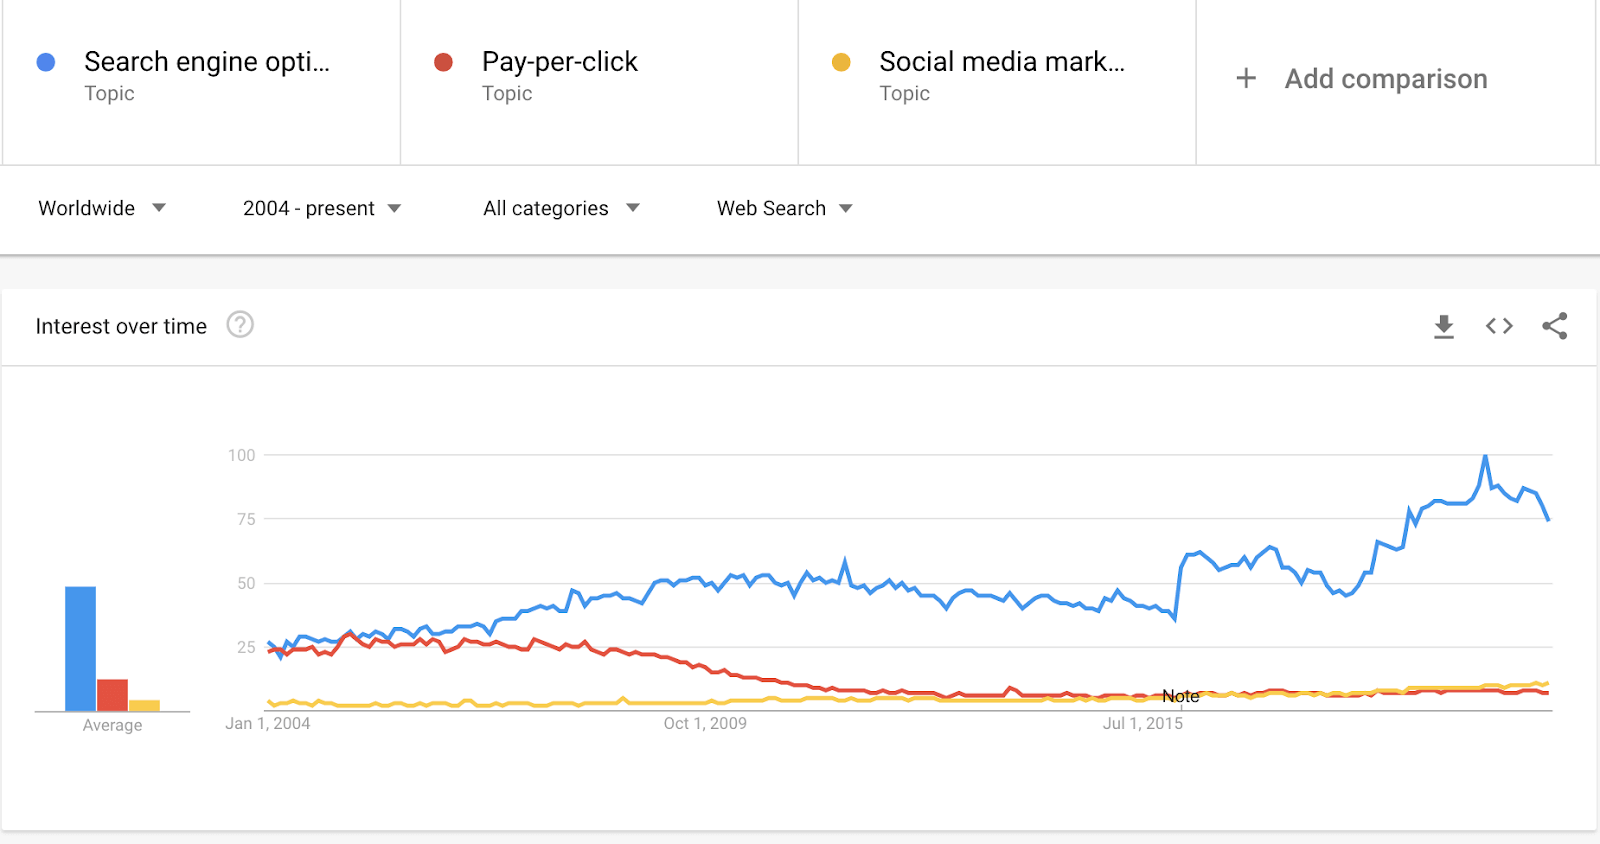 Search engine opti...
Topic
Pay-per-click
Topic
Social media mark...
Topic
+ Add comparison
Worldwide
2004 - present
All categories
Web Search
Interest over time ?
100
75
50
25
Note
Average
Jan 1, 2004
Oct 1, 2009
Jul 1, 2015